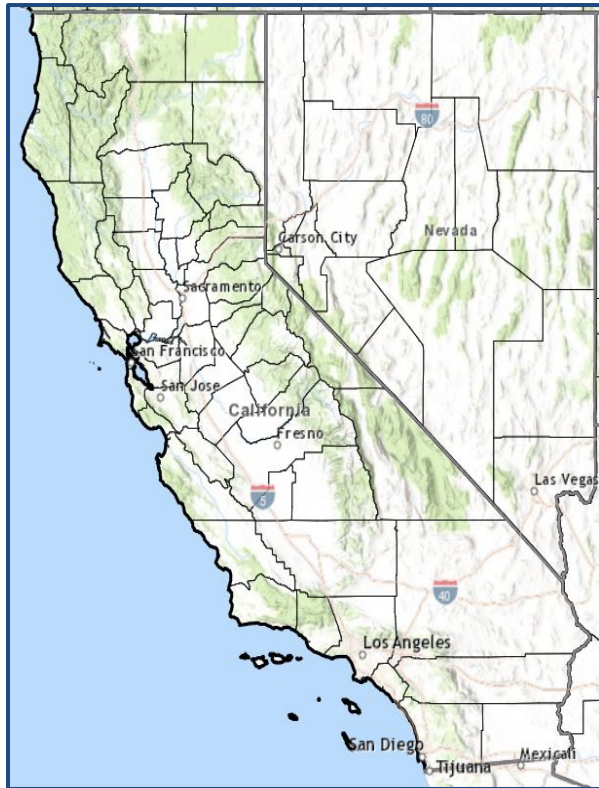 80
Carson City
Nevada
Sacramento
San Francisco
San Jose
California
Fresno
Las Vegas
5
40
Los Angeles
San Diego
Tijuana
Mexicali